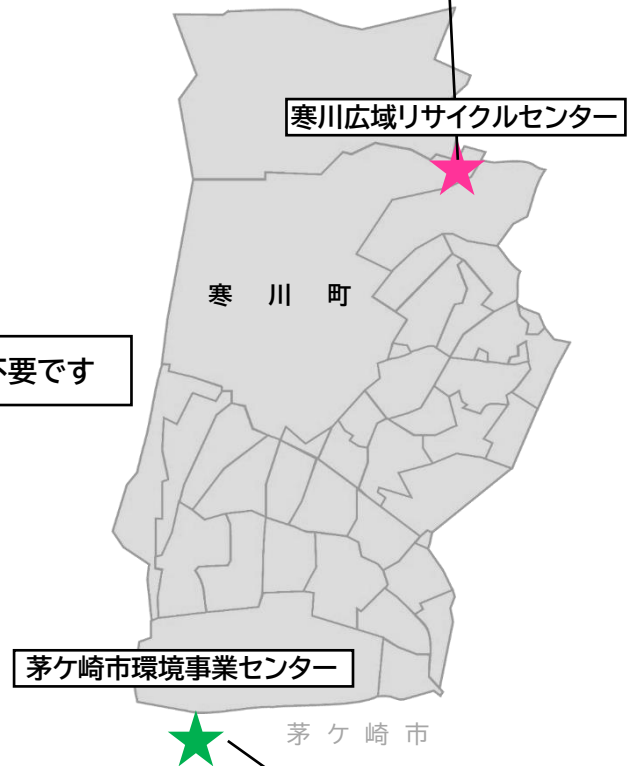 寒川広域リサイクルセンター
寒川町
不要です
茅ケ崎市環境事業センター
茅ケ崎市